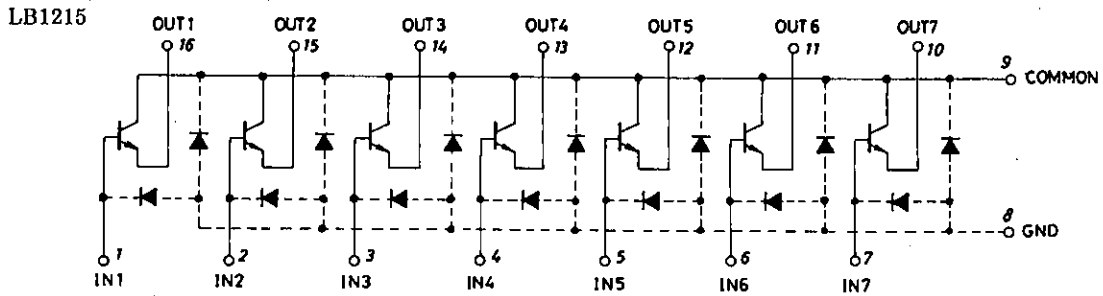 LB1215
OUT1 OUT2 OUT3 OUT4 OUT5 OUT6 OUT7
16 15 14 13 12 11 10
9
COMMON
8
GND
1 2 3 4 5 6 7
IN1 IN2 IN3 IN4 IN5 IN6 IN7